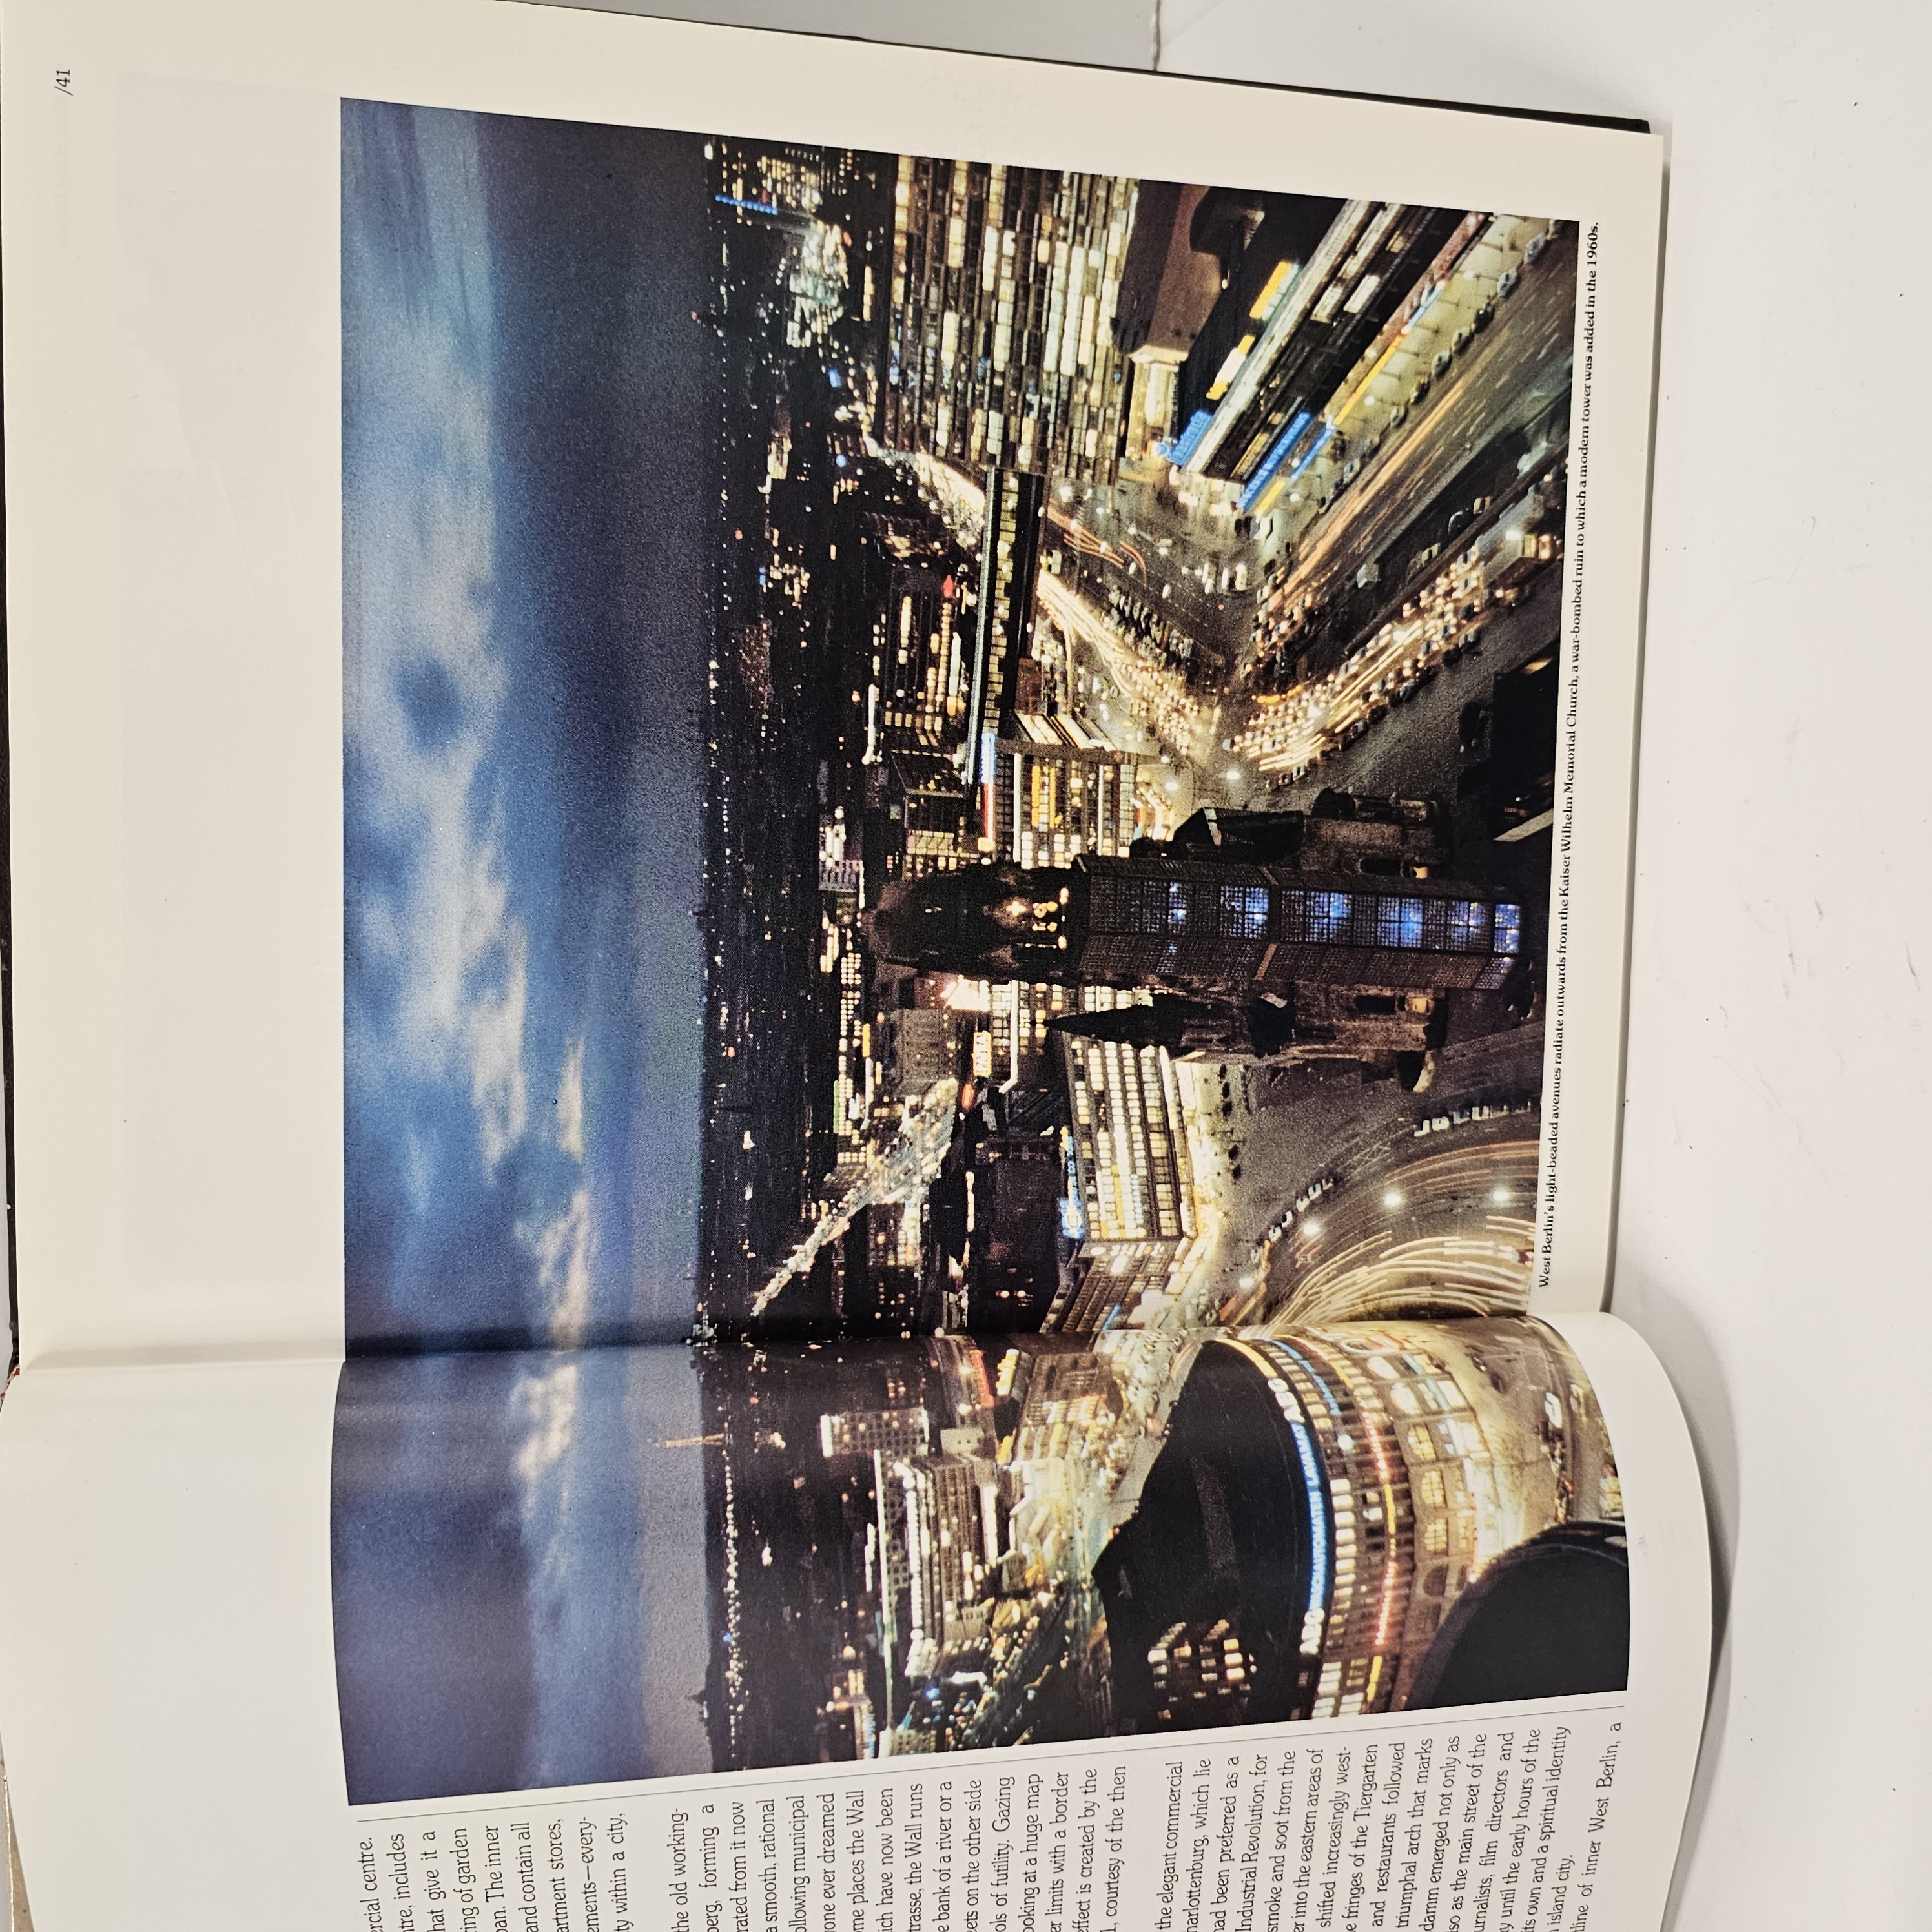 /41
ercial centre.
ntre, includes
hat give it a
ring of garden
ban. The inner
and contain all
artment stores,
ements—every-
ty within a city,
the old working-
berg, forming a
rated from it now
a smooth, rational
ollowing municipal
yone ever dreamed
ome places the Wall
ich have now been
trasse, the Wall runs
e bank of a river or a
eets on the other side
ols of futility. Gazing
ooking at a huge map
er limits with a border
effect is created by the
1, courtesy of the then
the elegant commercial
harlottenburg, which lie
had been preferred as a
Industrial Revolution, for
smoke and soot from the
er into the eastern areas of
shifted increasingly west-
e fringes of the Tiergarten
and restaurants followed
triumphal arch that marks
damm emerged not only as
lso as the main street of the
urnalists, film directors and
y until the early hours of the
its own and a spiritual identity
n island city.
tline of inner West Berlin, a
AEG WASCHAUTOMATEN LAVAMAT AEG
West Berlin's light-beaded avenues radiate outwards from the Kaiser Wilhelm Memorial Church, a war-bombed ruin to which a modern tower was added in the 1960s.